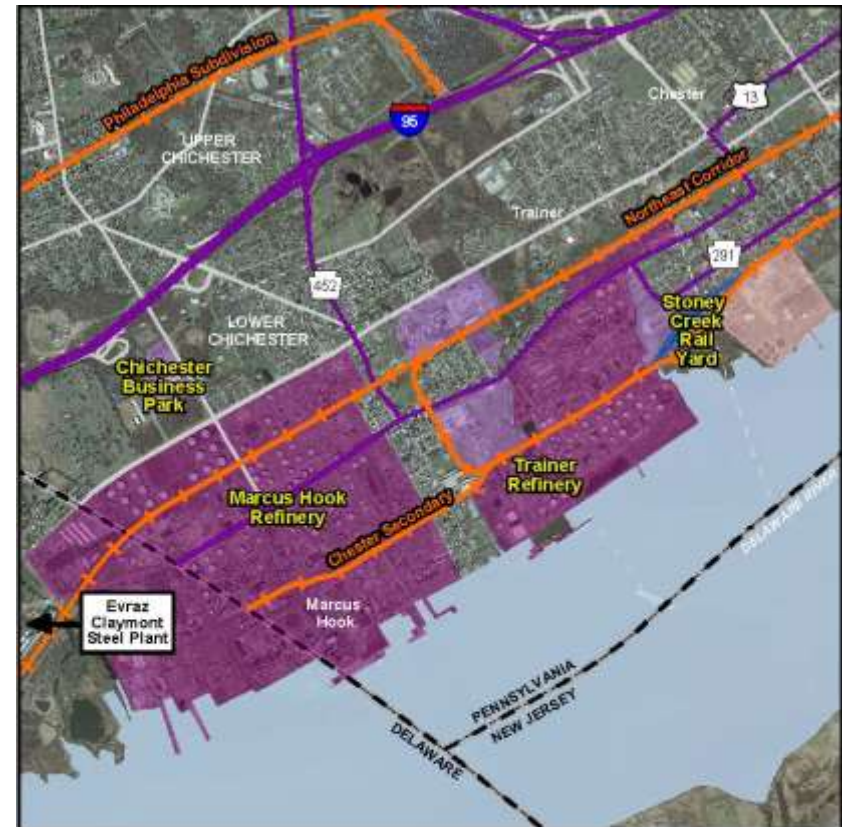 Philadelphia Subdivision
95
Chester
13
UPPER
CHICHESTER
Northeast Corridor
Trainer
291
452
Stoney
Creek
Rail
Yard
LOWER
CHICHESTER
Chichester
Business
Park
Trainer
Refinery
Marcus Hook
Refinery
Chester Secondary
DELAWARE RIVER
Evraz
Claymont
Steel Plant
Marcus
Hook
PENNSYLVANIA
NEW JERSEY
DELAWARE